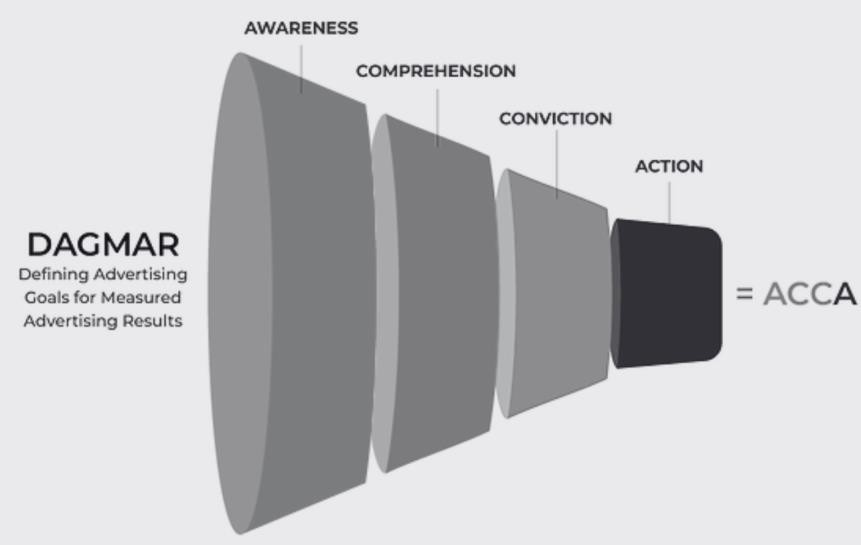 AWARENESS
COMPREHENSION
CONVICTION
ACTION
DAGMAR
Defining Advertising
Goals for Measured
Advertising Results
= ACCA